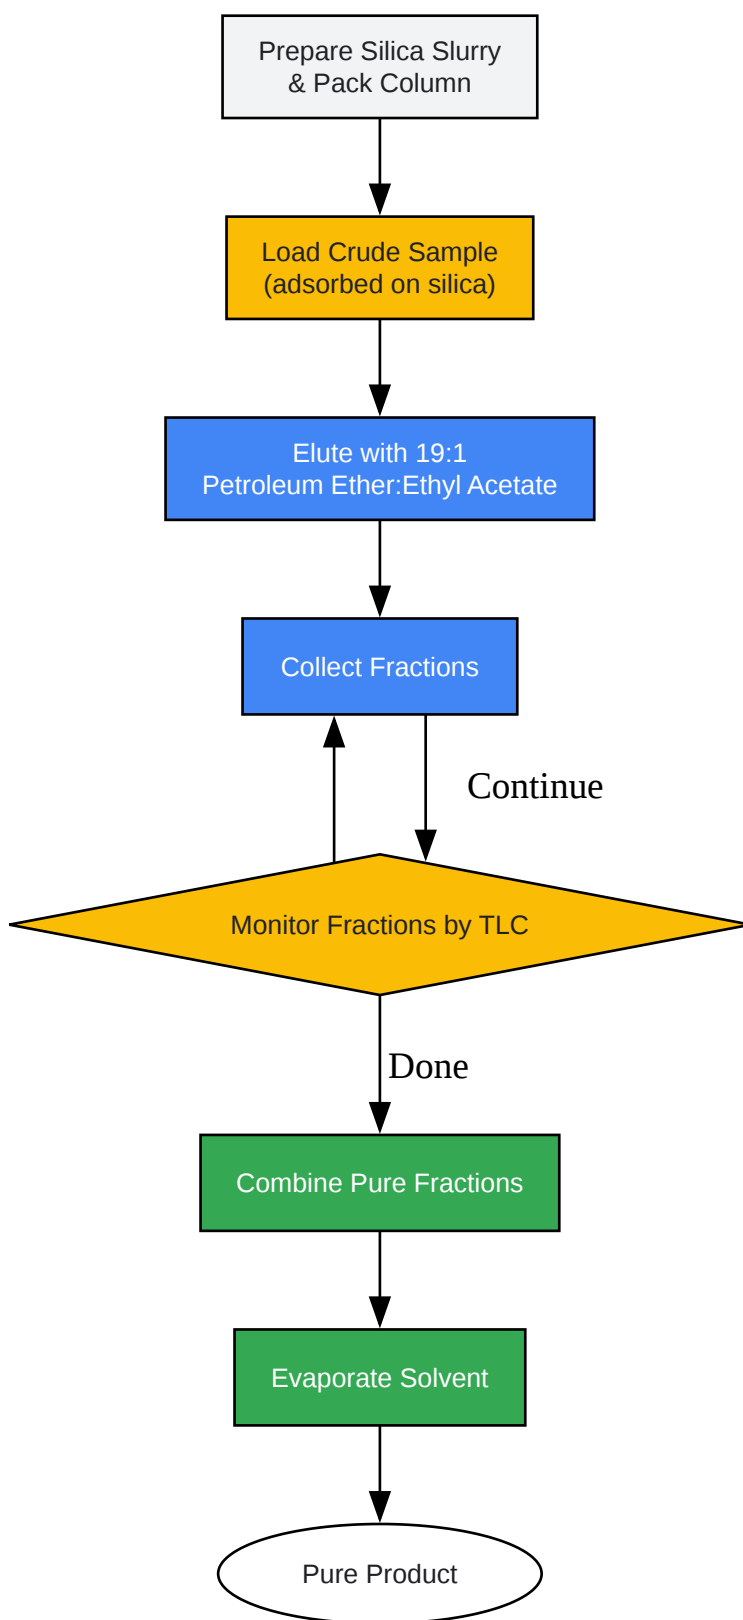 Prepare Silica Slurry
& Pack Column
Load Crude Sample
(adsorbed on silica)
Elute with 19:1
Petroleum Ether:Ethyl Acetate
Collect Fractions
Continue
Monitor Fractions by TLC
Done
Combine Pure Fractions
Evaporate Solvent
Pure Product